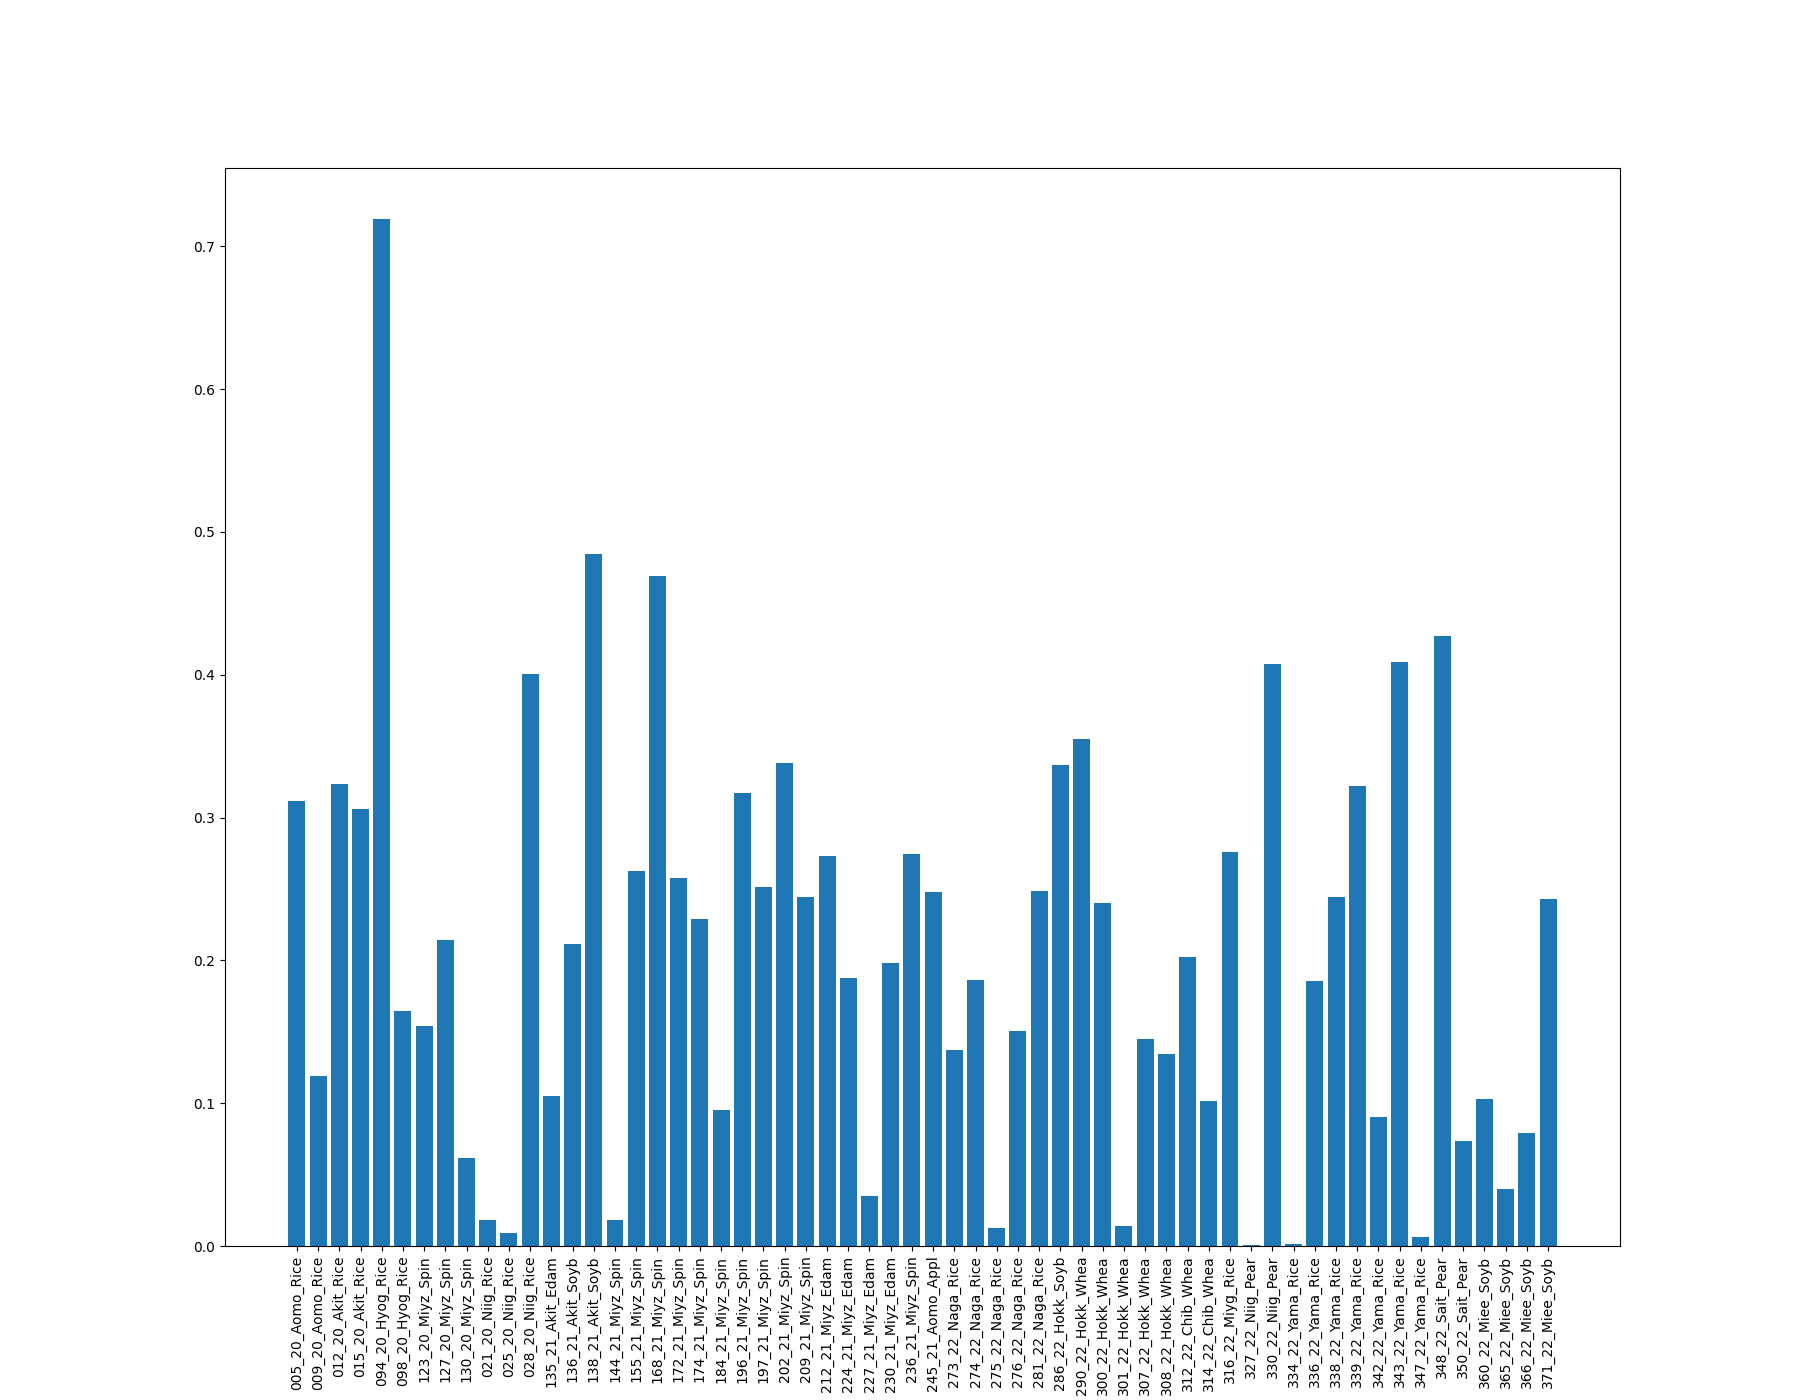 0.7
0.6
0.5
0.4
0.3
0.2
0.1
0.0
005_20_Aomo_Rice
009_20_Aomo_Rice
012_20_Akit_Rice
015_20_Akit_Rice
094_20_Hyog_Rice
098_20_Hyog_Rice
123_20_Miyz_Spin
127_20_Miyz_Spin
130_20_Miyz_Spin
021_20_Niig_Rice
025_20_Niig_Rice
028_20_Niig_Rice
135_21_Akit_Edam
136_21_Akit_Soyb
138_21_Akit_Soyb
144_21_Miyz_Spin
155_21_Miyz_Spin
168_21_Miyz_Spin
172_21_Miyz_Spin
174_21_Miyz_Spin
184_21_Miyz_Spin
196_21_Miyz_Spin
197_21_Miyz_Spin
202_21_Miyz_Spin
209_21_Miyz_Spin
212_21_Miyz_Edam
224_21_Miyz_Edam
227_21_Miyz_Edam
230_21_Miyz_Edam
236_21_Miyz_Spin
245_21_Aomo_Appl
273_22_Naga_Rice
274_22_Naga_Rice
275_22_Naga_Rice
276_22_Naga_Rice
281_22_Naga_Rice
286_22_Hokk_Soyb
290_22_Hokk_Whea
300_22_Hokk_Whea
301_22_Hokk_Whea
307_22_Hokk_Whea
308_22_Hokk_Whea
312_22_Chib_Whea
314_22_Chib_Whea
316_22_Miyg_Rice
327_22_Niig_Pear
330_22_Niig_Pear
334_22_Yama_Rice
336_22_Yama_Rice
338_22_Yama_Rice
339_22_Yama_Rice
342_22_Yama_Rice
343_22_Yama_Rice
347_22_Yama_Rice
348_22_Sait_Pear
350_22_Sait_Pear
360_22_Miee_Soyb
365_22_Miee_Soyb
366_22_Miee_Soyb
371_22_Miee_Soyb